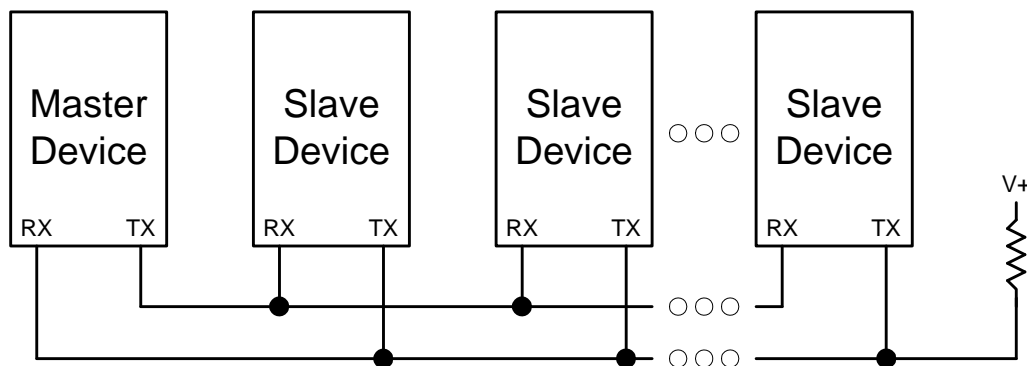 Master
Device
Slave
Device
Slave
Device
Slave
Device
V+
RX TX
RX TX
RX TX
RX TX